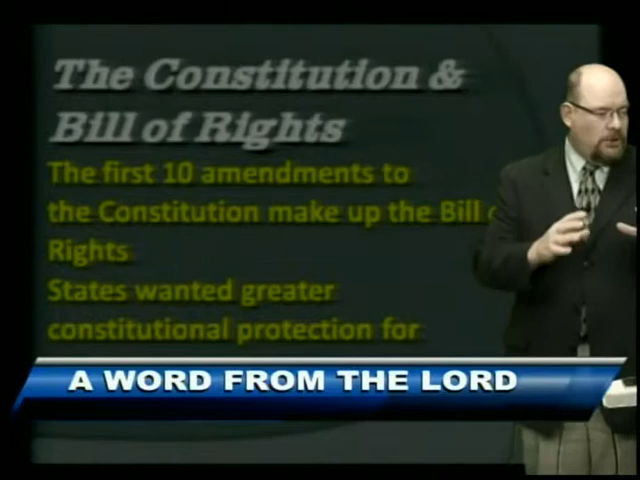 The Constitution &
Bill of Rights
The first 10 amendments to
the Constitution make up the Bill
Rights
States wanted greater
constitutional protection for
A WORD FROM THE LORD